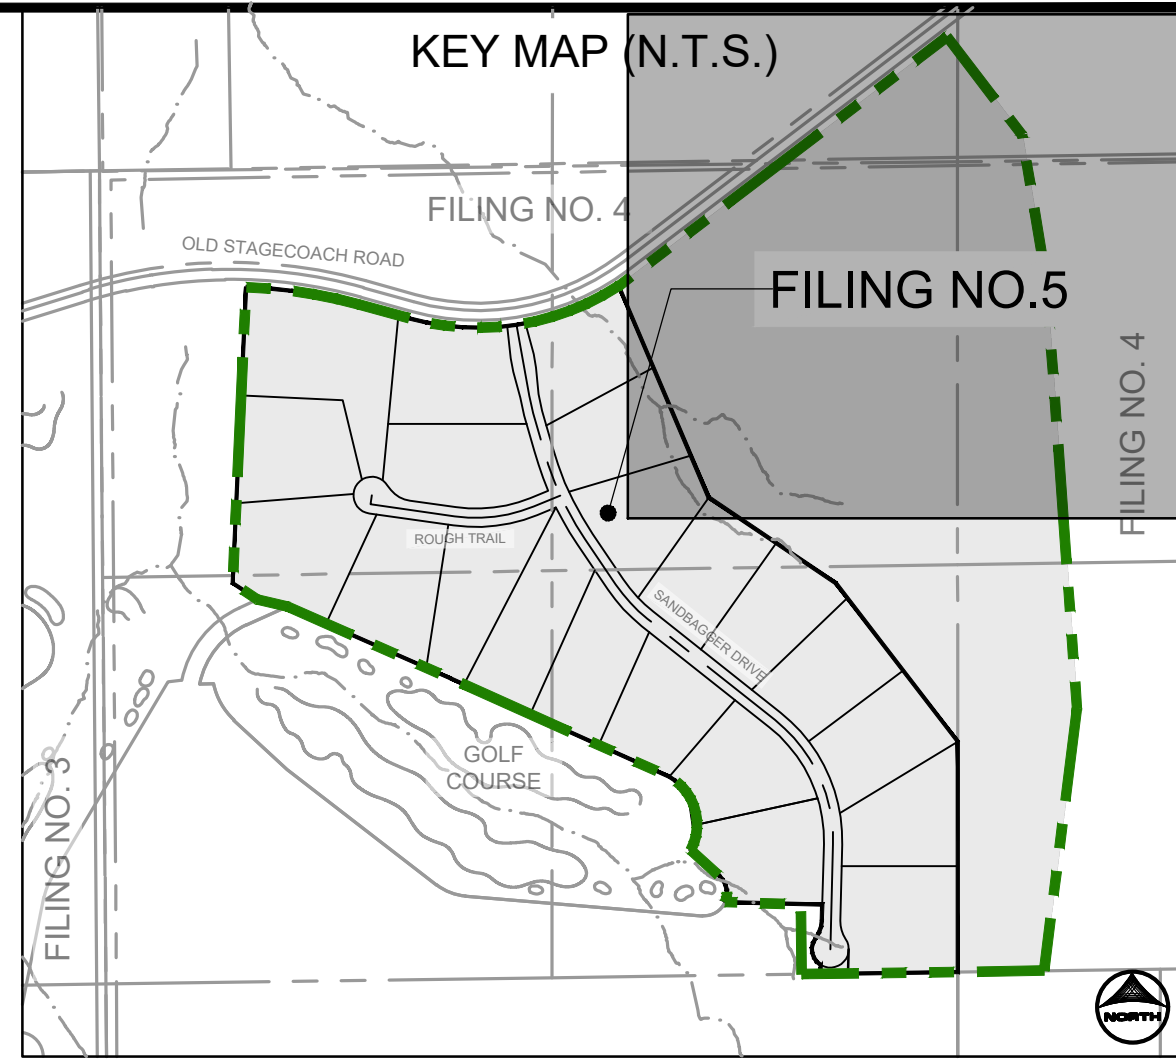 KEY MAP (N.T.S.)
FILING NO. 4
OLD STAGECOACH ROAD
FILING NO.5
FILING NO. 4
ROUGH TRAIL
SANDBAGGER DRIVE
GOLF
COURSE
FILING NO. 3
NORTH